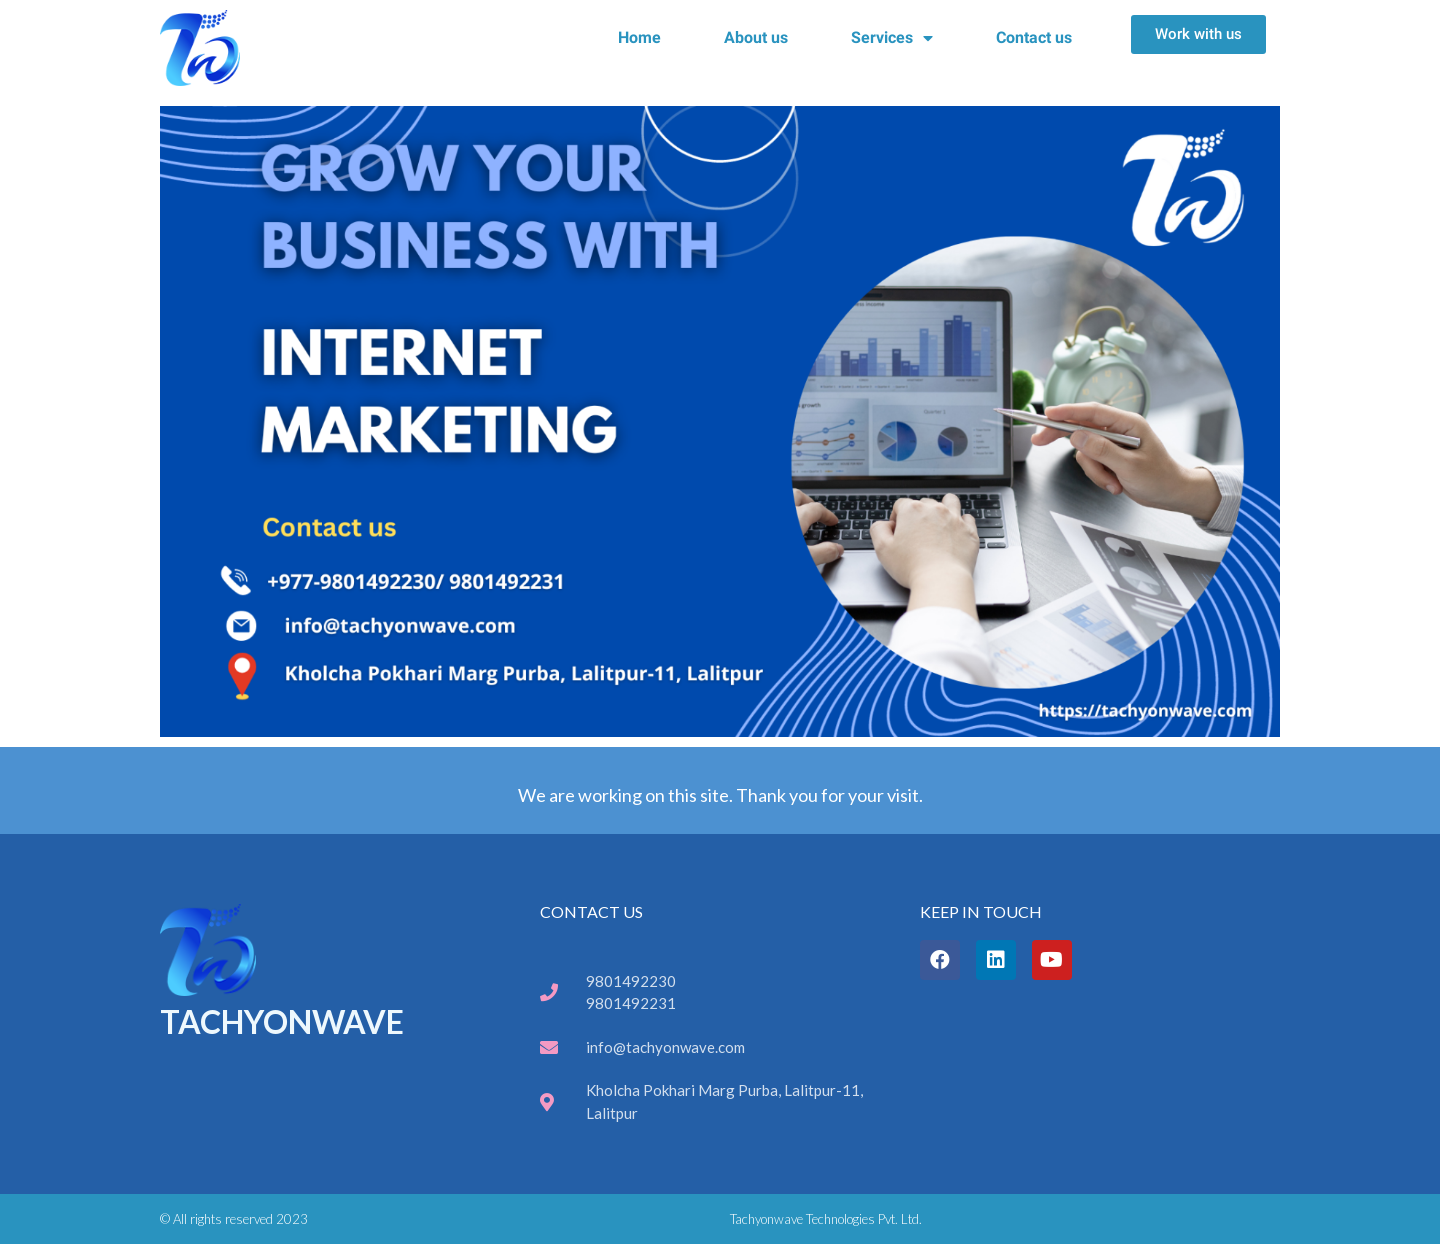 Home
About us
Services
Contact us
Work with us
GROW YOUR
BUSINESS WITH
INTERNET
MARKETING
Contact us
+977-9801492230/ 9801492231
info@tachyonwave.com
Kholcha Pokhari Marg Purba, Lalitpur-11, Lalitpur
https://tachyonwave.com
We are working on this site. Thank you for your visit.
TACHYONWAVE
CONTACT US
9801492230
9801492231
info@tachyonwave.com
Kholcha Pokhari Marg Purba, Lalitpur-11,
Lalitpur
KEEP IN TOUCH
© All rights reserved 2023
Tachyonwave Technologies Pvt. Ltd.